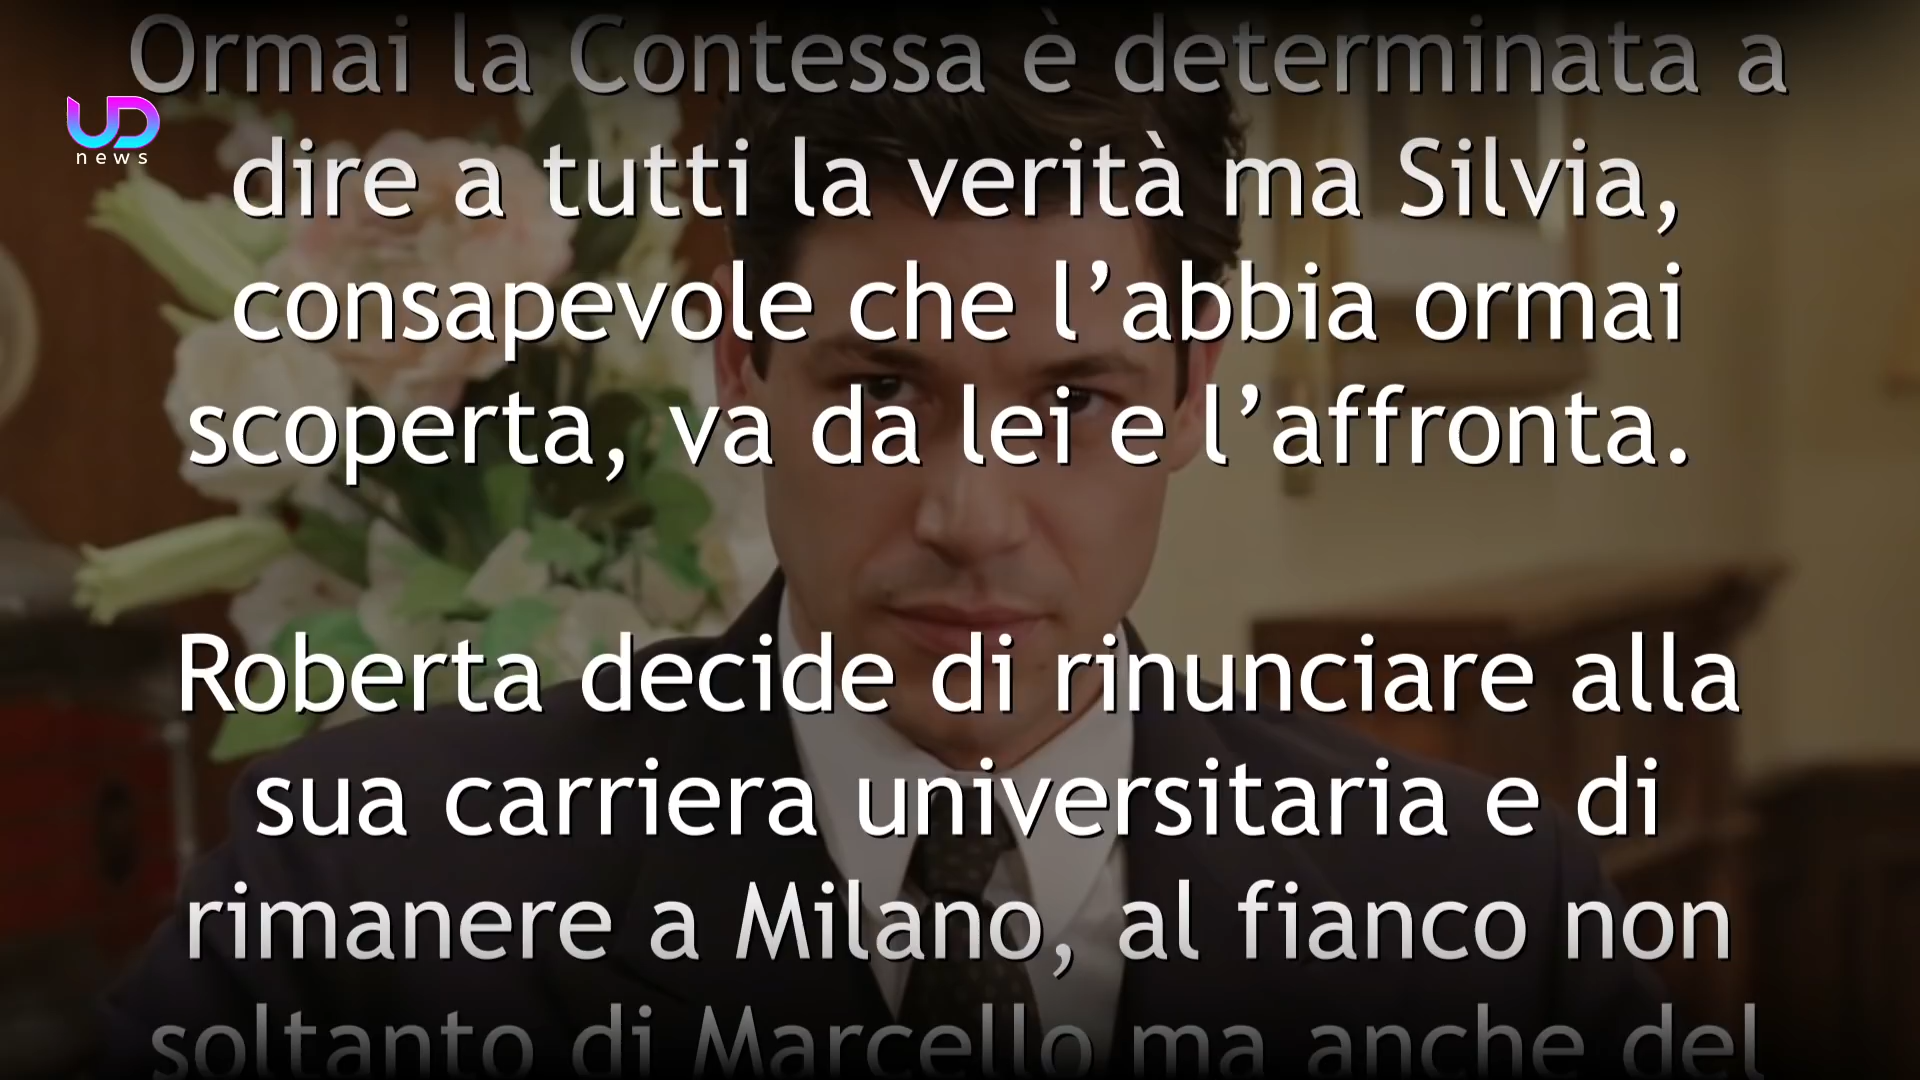 Ormai la Contessa è determinata a
UD
news
dire a tutti la verità ma Silvia,
consapevole che l’abbia ormai
scoperta, va da lei e l’affronta.
Roberta decide di rinunciare alla
sua carriera universitaria e di
rimanere a Milano, al fianco non
soltanto di Marcello ma anche del